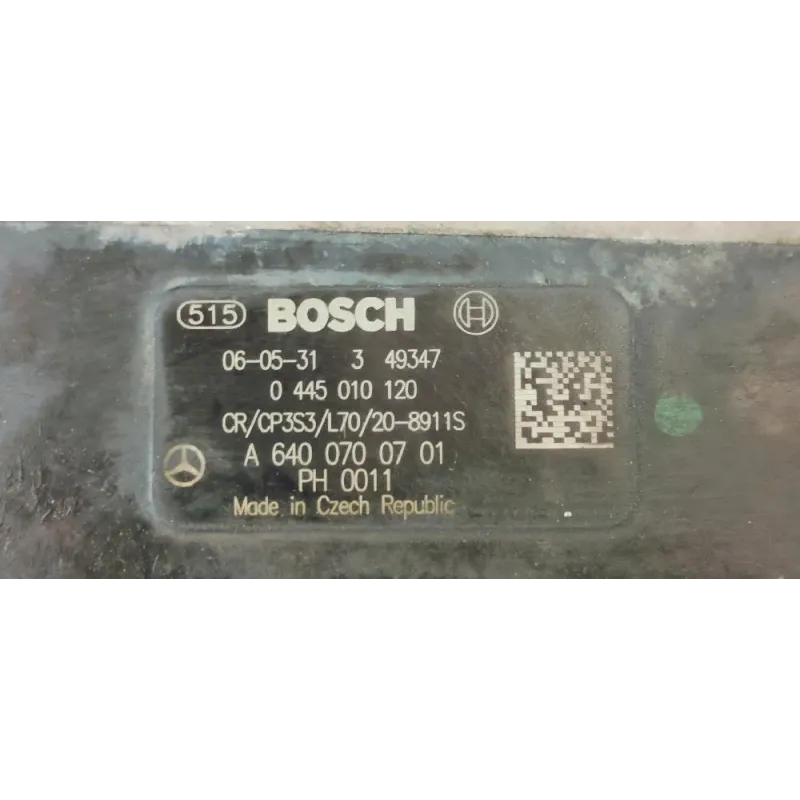 515 BOSCH
06-05-31 3 49347
0 445 010 120
CR/CP3S3/L70/20-8911S
A 640 070 07 01
PH 0011
Made in Czech Republic